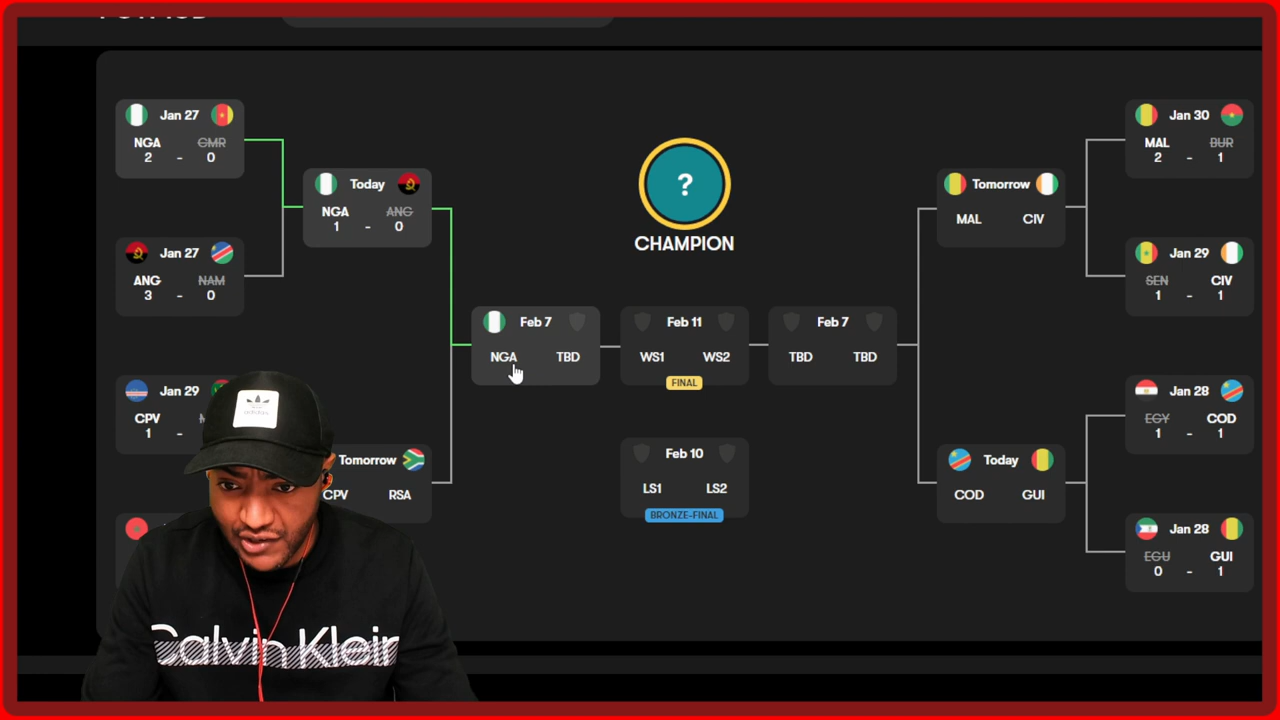 Jan 27
NGA CMR
2 - 0
Jan 27
ANG NAM
3 - 0
Jan 29
CPV
1 -
Today
NGA ANG
1 - 0
Tomorrow
CPV RSA
Feb 7
NGA TBD
CHAMPION
?
Feb 11
WS1 WS2
FINAL
Feb 10
LS1 LS2
BRONZE-FINAL
Feb 7
TBD TBD
Tomorrow
MAL CIV
Today
COD GUI
Jan 30
MAL BUR
2 - 1
Jan 29
SEN CIV
1 - 1
Jan 28
EGY COD
1 - 1
Jan 28
EGU GUI
0 - 1
Calvin Klein